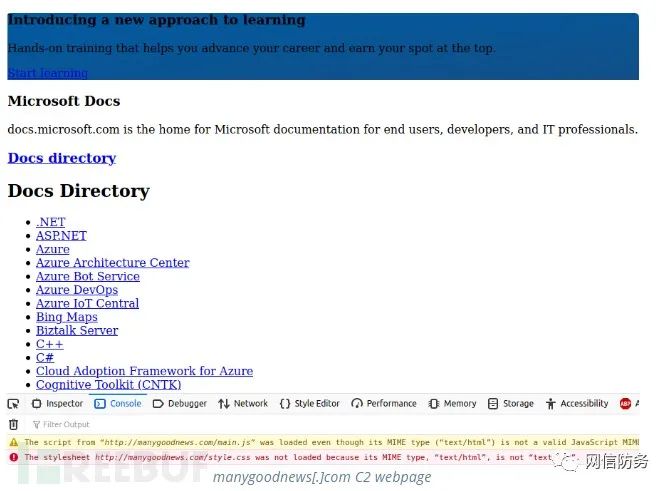 Introducing a new approach to learning
Hands-on training that helps you advance your career and earn your spot at the top.
Start learning
Microsoft Docs
docs.microsoft.com is the home for Microsoft documentation for end users, developers, and IT professionals.
Docs directory
Docs Directory
.NET
ASP.NET
Azure
Azure Architecture Center
Azure Bot Service
Azure DevOps
Azure IoT Central
Bing Maps
Biztalk Server
C++
C#
Cloud Adoption Framework for Azure
Cognitive Toolkit (CNTK)
Inspector Console Debugger Network Style Editor Performance Memory Storage Accessibility ABP
Filter Output
The script from “http://manygoodnews.com/main.js” was loaded even though its MIME type (“text/html”) is not a valid JavaScript MIME
The stylesheet http://manygoodnews.com/style.css was not loaded because its MIME type, “text/html”, is not
FREEBUF
网信防务
manygoodnews[.]com C2 webpage